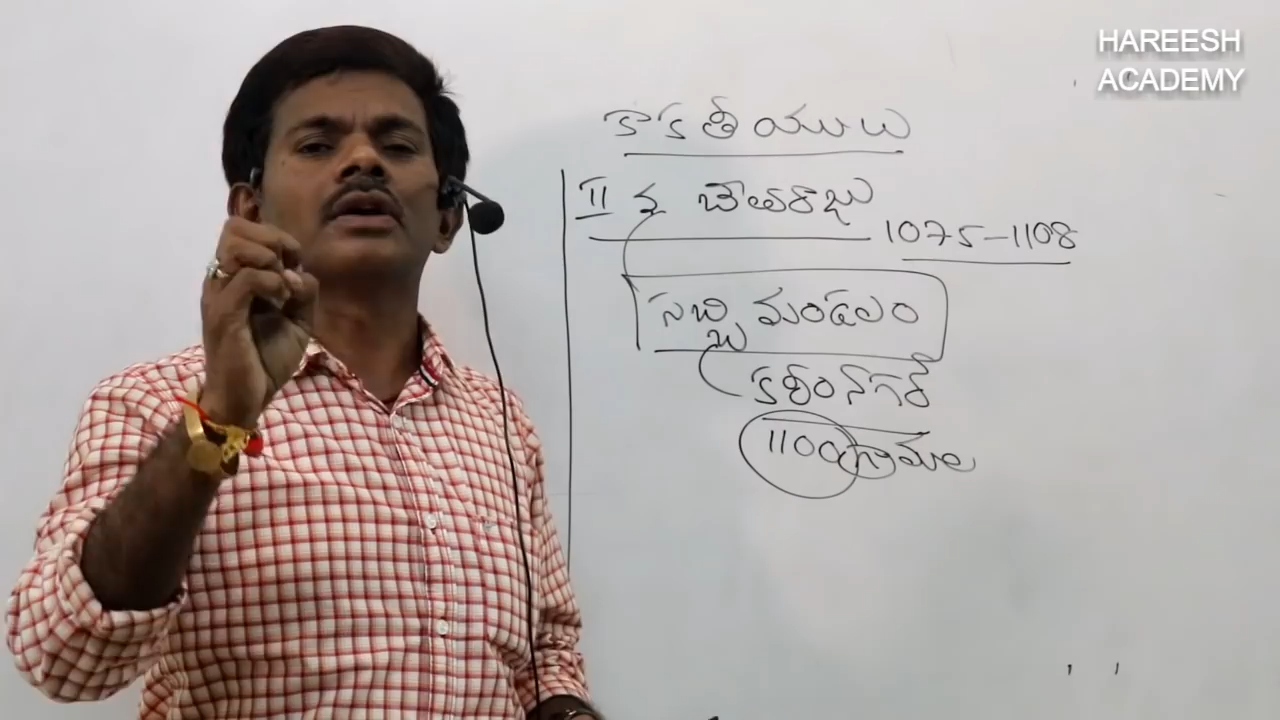 HAREESH
ACADEMY
కాకతీయులు
II వ బేతరాజు
1075-1108
సబ్బి మండలం
కరీంనగర్
1100 గ్రామాల